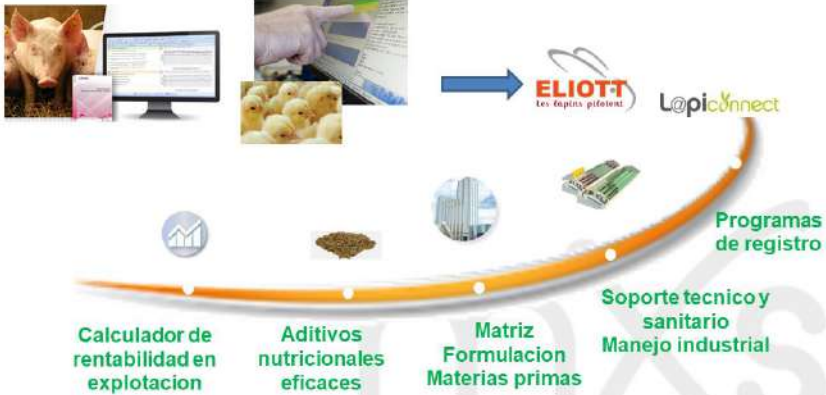 ELIOTT
Les lapins pilotent
L@piconnect
Programas
de registro
Soporte tecnico y
sanitario
Manejo industrial
Matriz
Formulacion
Materias primas
Aditivos
nutricionales
eficaces
Calculador de
rentabilidad en
explotacion